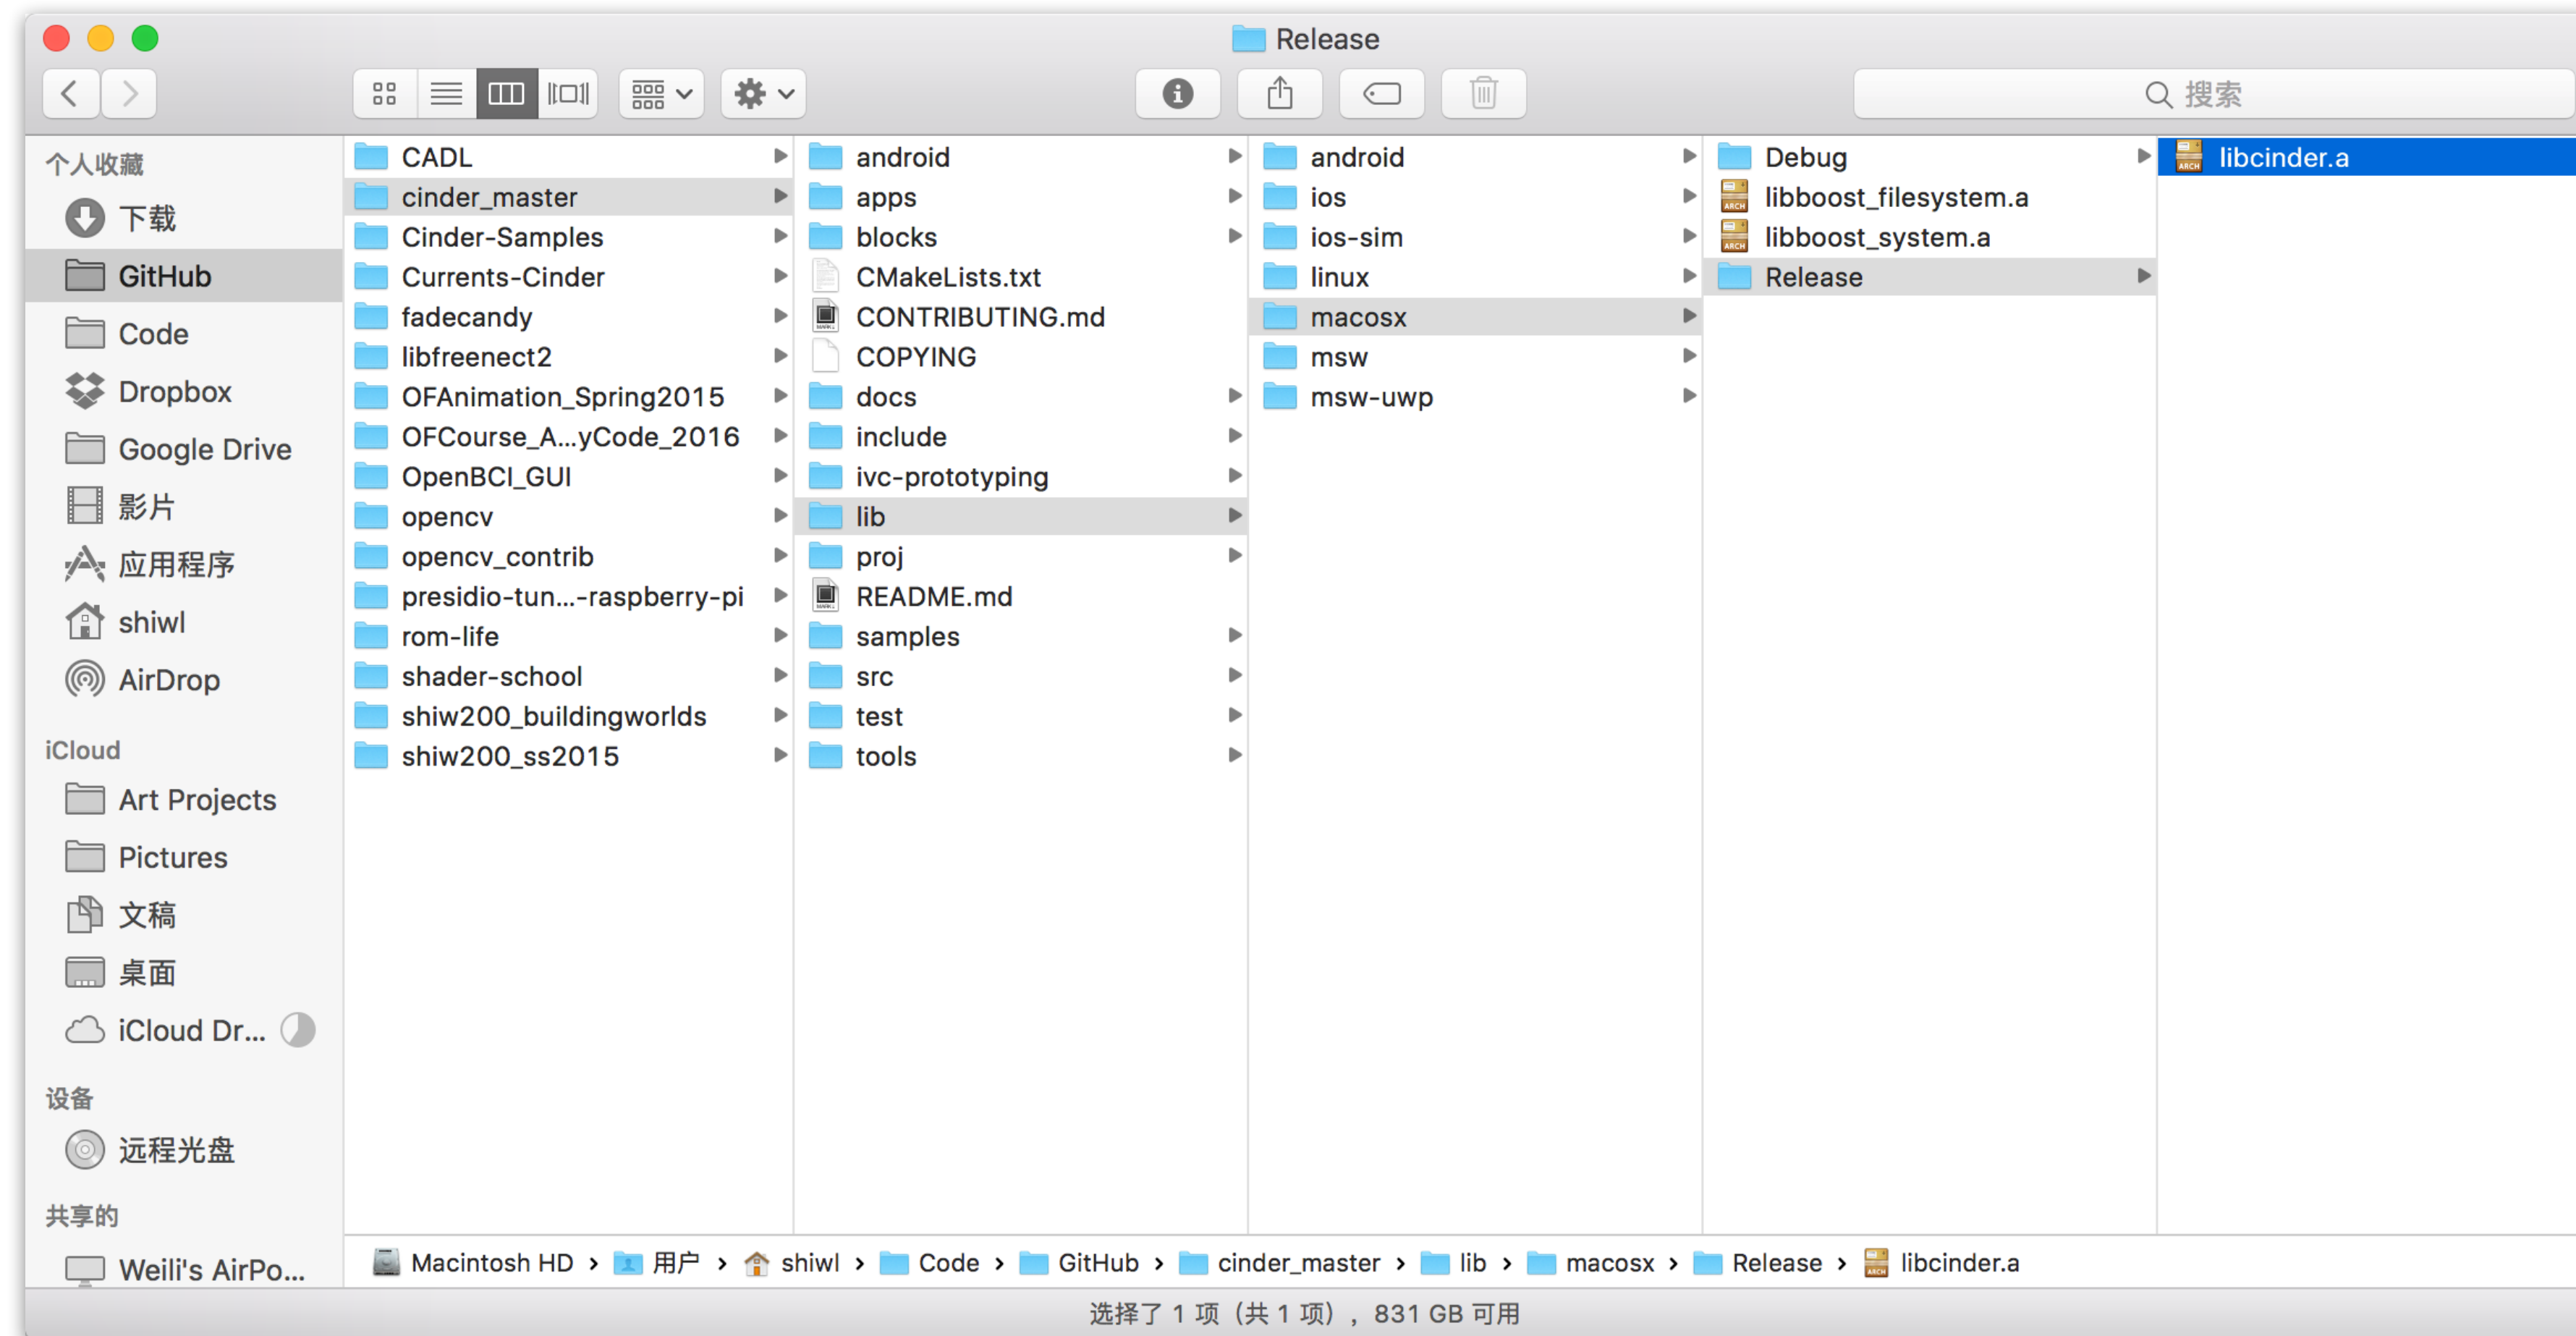 Release
搜索
个人收藏
下载
GitHub
Code
Dropbox
Google Drive
影片
应用程序
shiwl
AirDrop
iCloud
Art Projects
Pictures
文稿
桌面
iCloud Dr...
设备
远程光盘
共享的
Weili's AirPo...
CADL
cinder_master
Cinder-Samples
Currents-Cinder
fadecandy
libfreenect2
OFAnimation_Spring2015
OFCourse_A...yCode_2016
OpenBCI_GUI
opencv
opencv_contrib
presidio-tun...-raspberry-pi
rom-life
shader-school
shiw200_buildingworlds
shiw200_ss2015
android
apps
blocks
CMakeLists.txt
CONTRIBUTING.md
COPYING
docs
include
ivc-prototyping
lib
proj
README.md
samples
src
test
tools
android
ios
ios-sim
linux
macosx
msw
msw-uwp
Debug
libboost_filesystem.a
libboost_system.a
Release
libcinder.a
Macintosh HD › 用户 › shiwl › Code › GitHub › cinder_master › lib › macosx › Release › libcinder.a
选择了 1 项（共 1 项），831 GB 可用